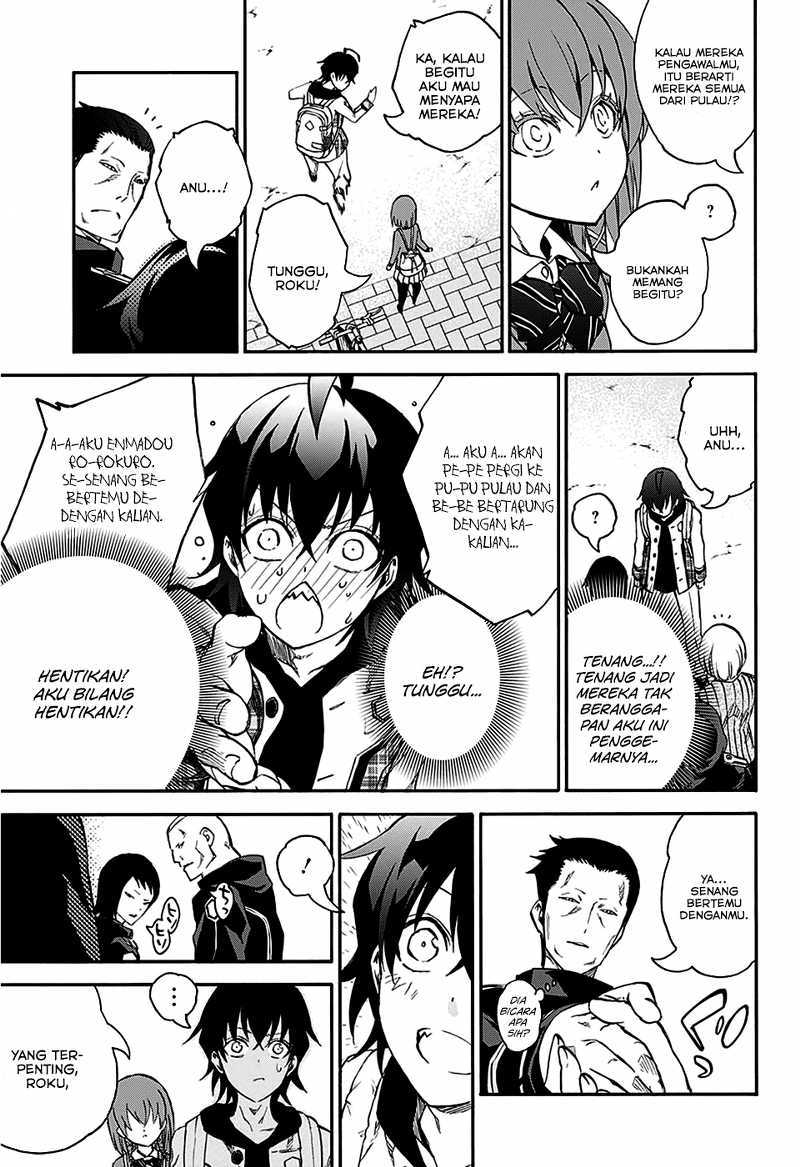 KALAU MEREKA
PENGAWALMU,
ITU BERARTI
MEREKA SEMUA
DARI PULAU!?
?
BUKANKAH
MEMANG
BEGITU?
KA, KALAU
BEGITU
AKU MAU
MENYAPA
MEREKA!
TUNGGU,
ROKU!
ANU...!
UHH,
ANU...
?
TENANG...!!
TENANG JADI
MEREKA TAK
BERANGGA-
PAN AKU INI
PENGGE-
MARNYA...
A... AKU A... AKAN
PE-PE PERGI KE
PU-PU PULAU DAN
BE-BE BERTARUNG
DENGAN KA-
KALIAN...
EH!?
TUNGGU...
A-A-AKU ENMADOU
RO-ROKURO.
SE-SENANG BE-
BERTEMU DE-
DENGAN KALIAN.
HENTIKAN!
AKU BILANG
HENTIKAN!!
YA...
SENANG
BERTEMU
DENGANMU.
DIA
BICARA
APA
SIH?
!
...
YANG TER-
PENTING,
ROKU,